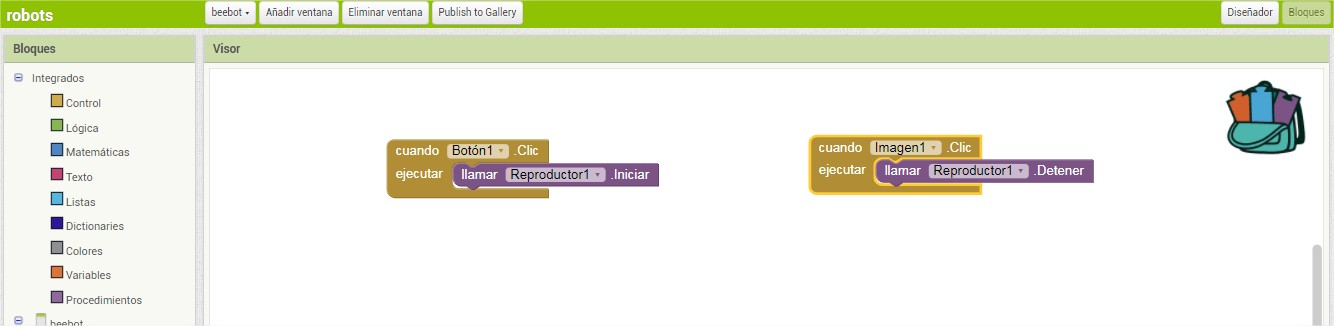 robots
beebot
Añadir ventana
Eliminar ventana
Publish to Gallery
Diseñador
Bloques
Bloques
Visor
Integrados
Control
Lógica
Matemáticas
Texto
Listas
Dictionaries
Colores
Variables
Procedimientos
beebot
cuando Botón1 .Clic
ejecutar llamar Reproductor1 .Iniciar
cuando Imagen1 .Clic
ejecutar llamar Reproductor1 .Detener